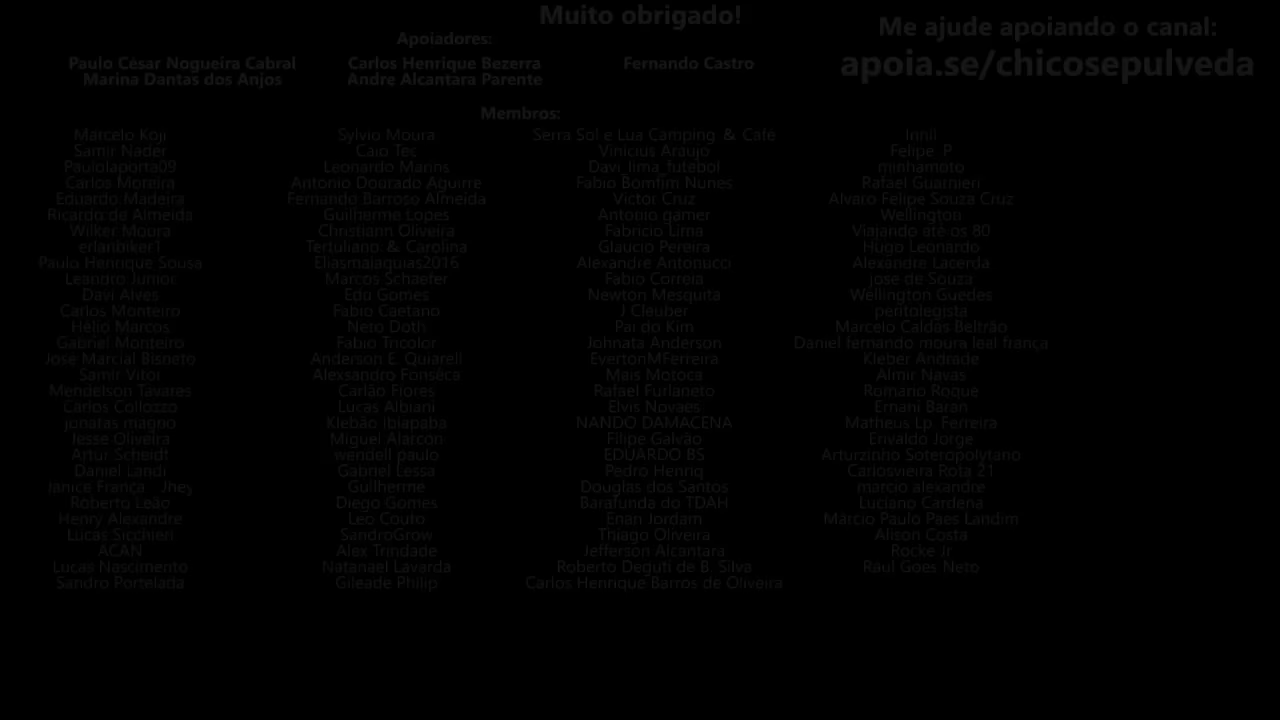 Muito obrigado!
Me ajude apoiando o canal:
apoia.se/chicosepulveda
Apoiadores:
Paulo César Nogueira Cabral
Marina Dantas dos Anjos
Carlos Henrique Bezerra
Andre Alcantara Parente
Fernando Castro
Membros:
Marcelo Koji
Samir Nader
Paulolaporta09
Carlos Moreira
Eduardo Madeira
Ricardo de Almeida
Wilker Moura
erlanbiker1
Paulo Henrique Sousa
Leandro Junior
Davi Alves
Carlos Monteiro
Hélio Marcos
Gabriel Monteiro
José Marcial Bisneto
Samir Vitor
Mendelson Tavares
Carlos Collozzo
jonatas magno
Jesse Oliveira
Artur Scheidt
Daniel Landi
Janice França _Jhey
Roberto Leão
Henry Alexandre
Lucas Sicchieri
ACAN
Lucas Nascimento
Sandro Portelada
Sylvio Moura
Caio Tec
Leonardo Marins
Antonio Dourado Aguirre
Fernando Barroso Almeida
Guilherme Lopes
Christiann Oliveira
Tertuliano & Carolina
Eliasmalaquias2016
Marcos Schaefer
Edu Gomes
Fabio Caetano
Neto Doth
Fabio Tricolor
Anderson E. Quiarell
Alexsandro Fonsêca
Carlão Fiores
Lucas Albiani
Klebão Ibiapaba
Miguel Alarcon
wendell paulo
Gabriel Lessa
Guilherme
Diego Gomes
Leo Couto
SandroGrow
Alex Trindade
Natanael Lavarda
Gileade Philip
Serra Sol e Lua Camping & Café
Vinicius Araujo
Davi_lima_futebol
Fabio Bomfim Nunes
Victor Cruz
Antonio gamer
Fabricio Lima
Glaucio Pereira
Alexandre Antonucci
Fabio Correia
Newton Mesquita
J Cleuber
Pai do Kim
Johnata Anderson
EvertonMFerreira
Mais Motoca
Rafael Furlaneto
Elvis Novaes
NANDO DAMACENA
Filipe Galvão
EDUARDO BS
Pedro Henriq
Douglas dos Santos
Barafunda do TDAH
Enan Jordam
Thiago Oliveira
Jefferson Alcantara
Roberto Deguti de B. Silva
Carlos Henrique Barros de Oliveira
Felipe_P
minhamoto
Rafael Guarnieri
Alvaro Felipe Souza Cruz
Wellington
Viajando até os 80
Hugo Leonardo
Alexandre Lacerda
jose de Souza
Wellington Guedes
peritolegista
Marcelo Caldas Beltrão
Daniel fernando moura leal frança
Kleber Andrade
Almir Navas
Romano Roque
Ernani Baran
Matheus Lp_Ferreira
Erivaldo Jorge
Arturzinho Soteropolytano
Carlosvieira Rota 21
marcio alexandre
Luciano Cardena
Márcio Paulo Paes Landim
Alison Costa
Rocke Jr
Raul Goes Neto